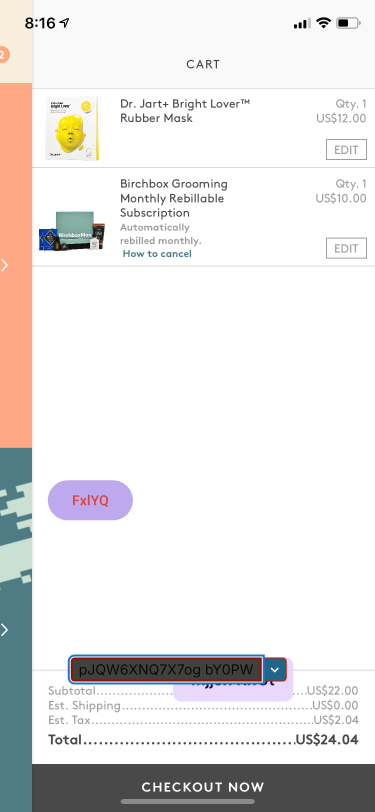 8:16
2
CART
Dr. Jart+ Bright Lover™
Rubber Mask
Qty. 1
US$12.00
EDIT
Birchbox Grooming
Monthly Rebillable
Subscription
Automatically
rebilled monthly.
How to cancel
Qty. 1
US$10.00
EDIT
BirchboxMan
FxlYQ
pJQW6XNQ7X7og bY0PW
Subtotal US$22.00
Est. Shipping US$0.00
Est. Tax US$2.04
Total US$24.04
CHECKOUT NOW